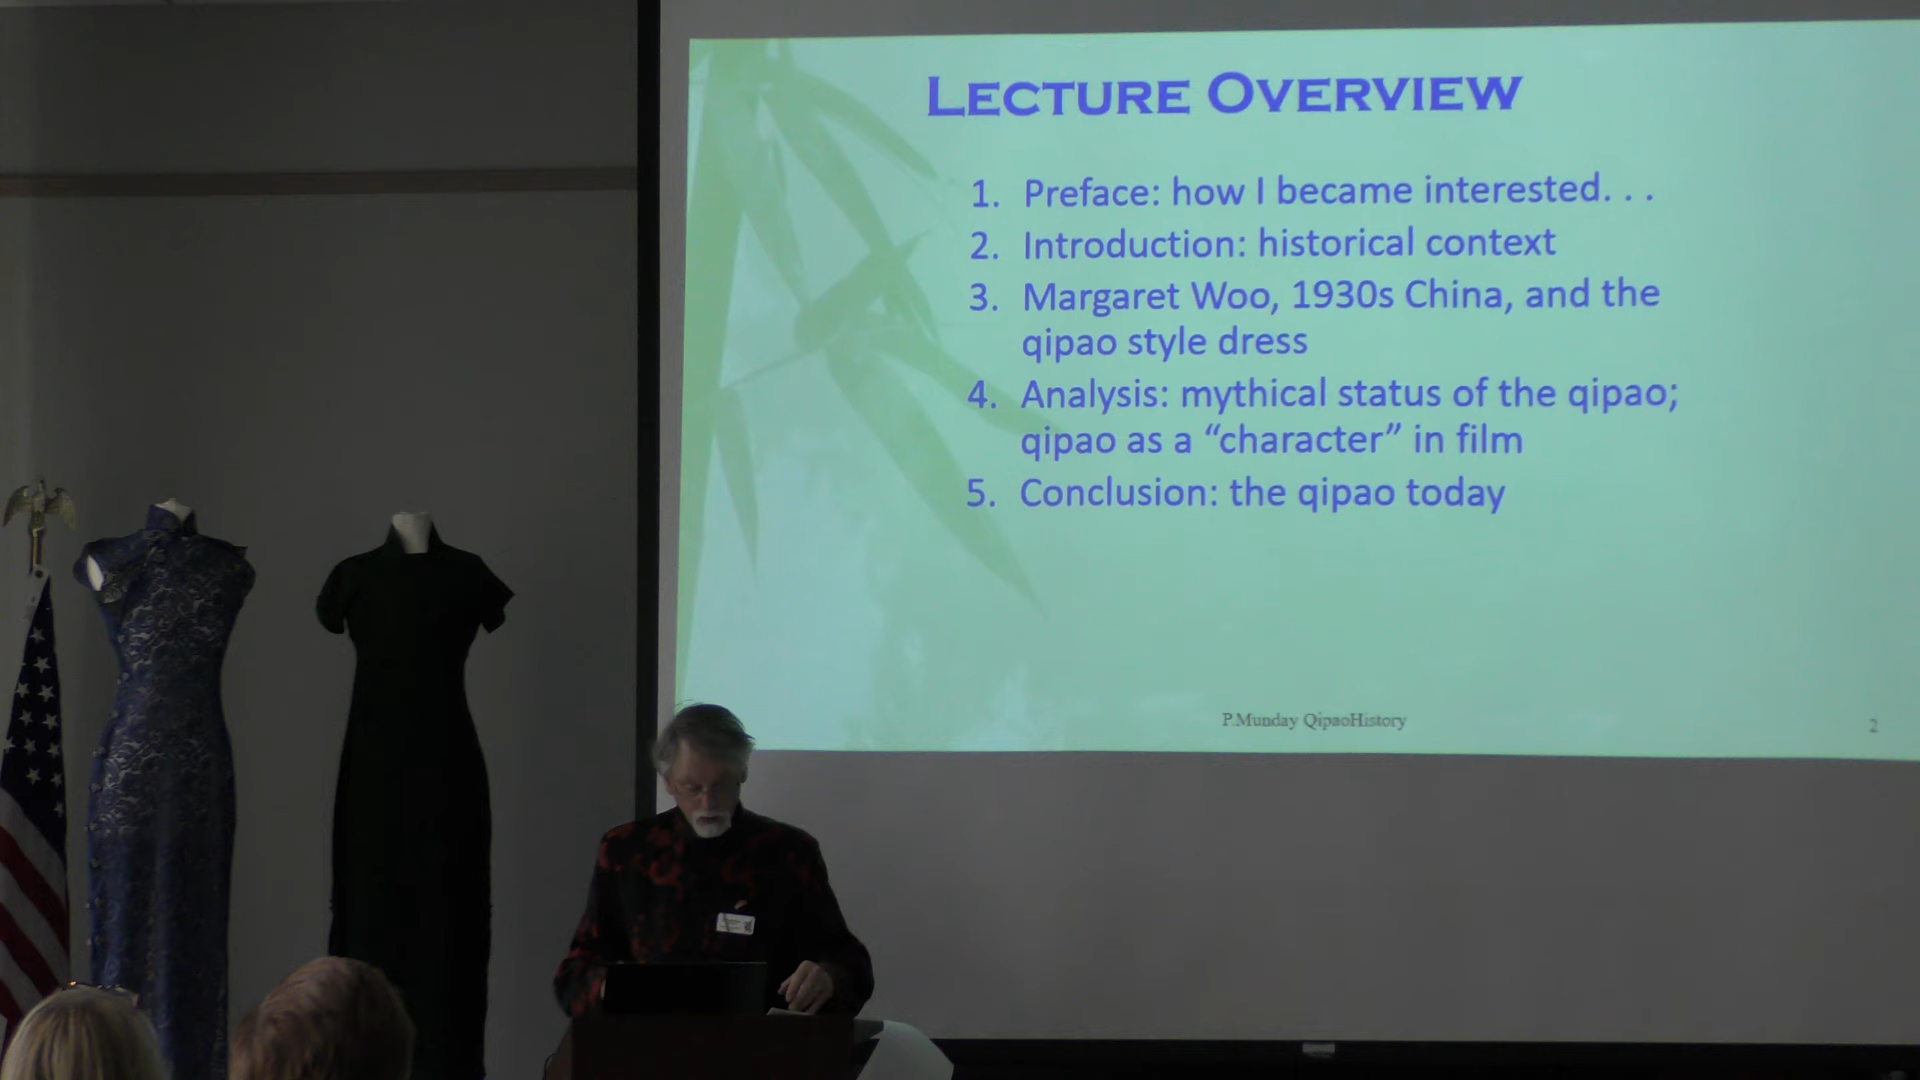 LECTURE OVERVIEW
1. Preface: how I became interested. . .
2. Introduction: historical context
3. Margaret Woo, 1930s China, and the
qipao style dress
4. Analysis: mythical status of the qipao;
qipao as a “character” in film
5. Conclusion: the qipao today
P.Munday QipaoHistory
2